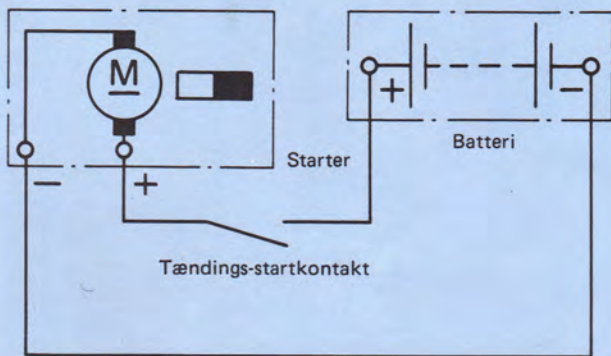 M
+
−
Starter
Batteri
−
+
Tændings-startkontakt